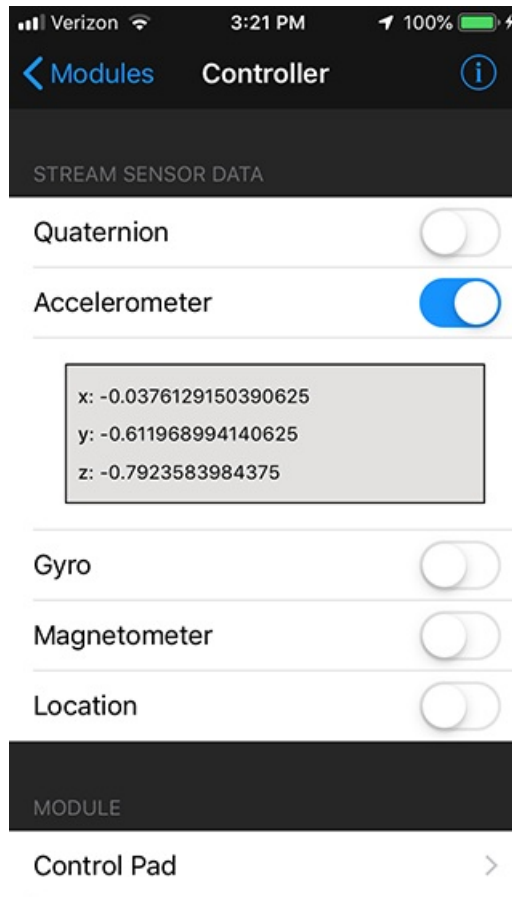 Verizon 3:21 PM 100%
Modules Controller i
STREAM SENSOR DATA
Quaternion
Accelerometer
x: -0.0376129150390625
y: -0.611968994140625
z: -0.7923583984375
Gyro
Magnetometer
Location
MODULE
Control Pad